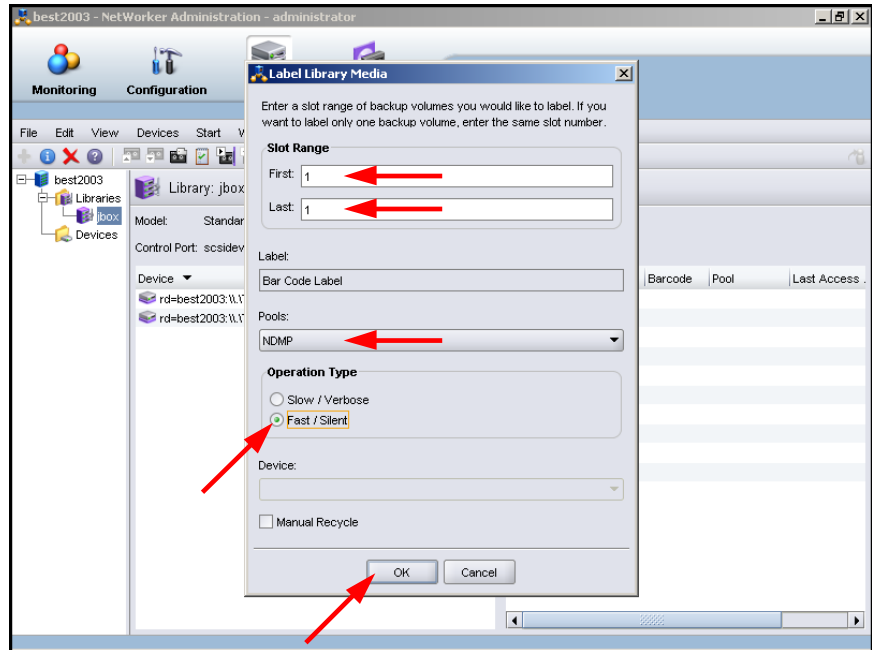 best2003 - NetWorker Administration - administrator
Monitoring
Configuration
File Edit View Devices Start
best2003
Libraries
jbox
Devices
Library: jbox
Model: Standar
Control Port: scsidev
Device
rd=best2003:\\.\
rd=best2003:\\.\
Label Library Media
Enter a slot range of backup volumes you would like to label. If you
want to label only one backup volume, enter the same slot number.
Slot Range
First: 1
Last: 1
Label:
Bar Code Label
Pools:
NDMP
Operation Type
Slow / Verbose
Fast / Silent
Device:
Manual Recycle
OK Cancel
Barcode Pool Last Access